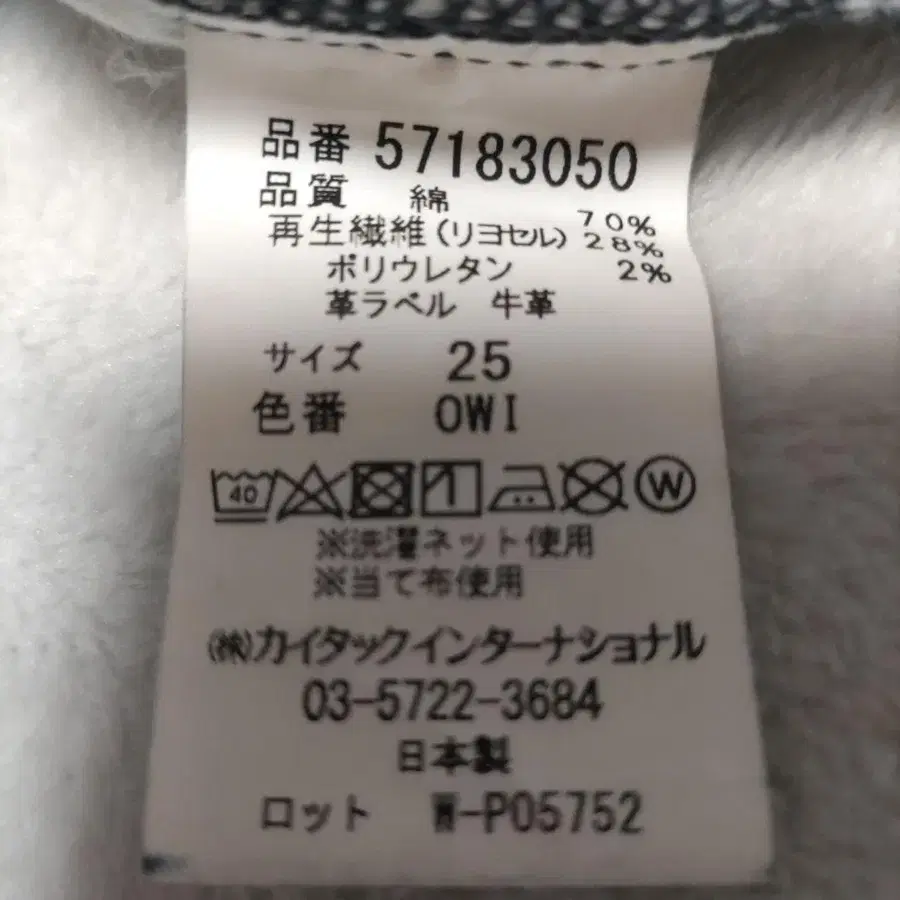 品番 57183050
品質 綿 70%
再生繊維(リヨセル) 28%
ポリウレタン 2%
革ラベル 牛革
サイズ 25
色番 OWI
40 W
※洗濯ネット使用
※当て布使用
㈱カイタックインターナショナル
03-5722-3684
日本製
ロット W-P05752